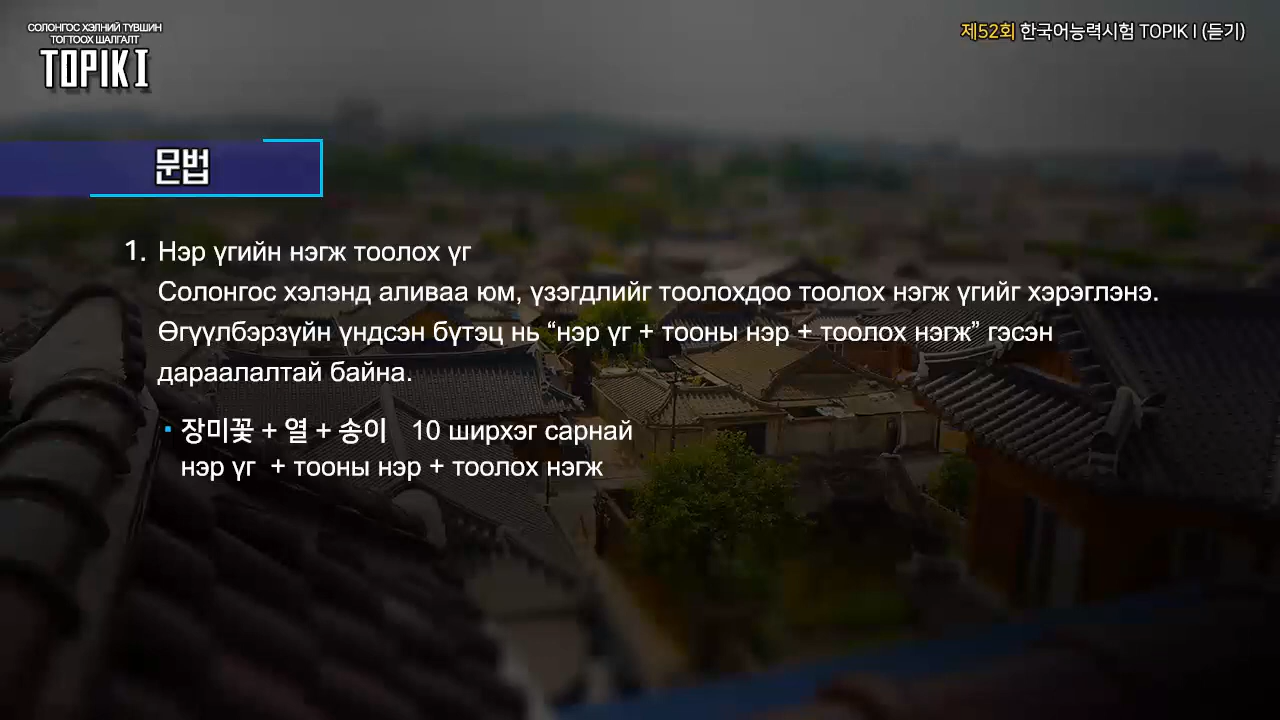 СОЛОНГОС ХЭЛНИЙ ТҮВШИН
ТОГТООХ ШАЛГАЛТ
TOPIK I
제52회 한국어능력시험 TOPIK I (듣기)
문법
1. Нэр үгийн нэгж тоолох үг
Солонгос хэлэнд аливаа юм, үзэгдлийг тоолохдоо тоолох нэгж үгийг хэрэглэнэ.
Өгүүлбэрзүйн үндсэн бүтэц нь “нэр үг + тооны нэр + тоолох нэгж” гэсэн
дараалалтай байна.
· 장미꽃 + 열 + 송이 10 ширхэг сарнай
нэр үг + тооны нэр + тоолох нэгж